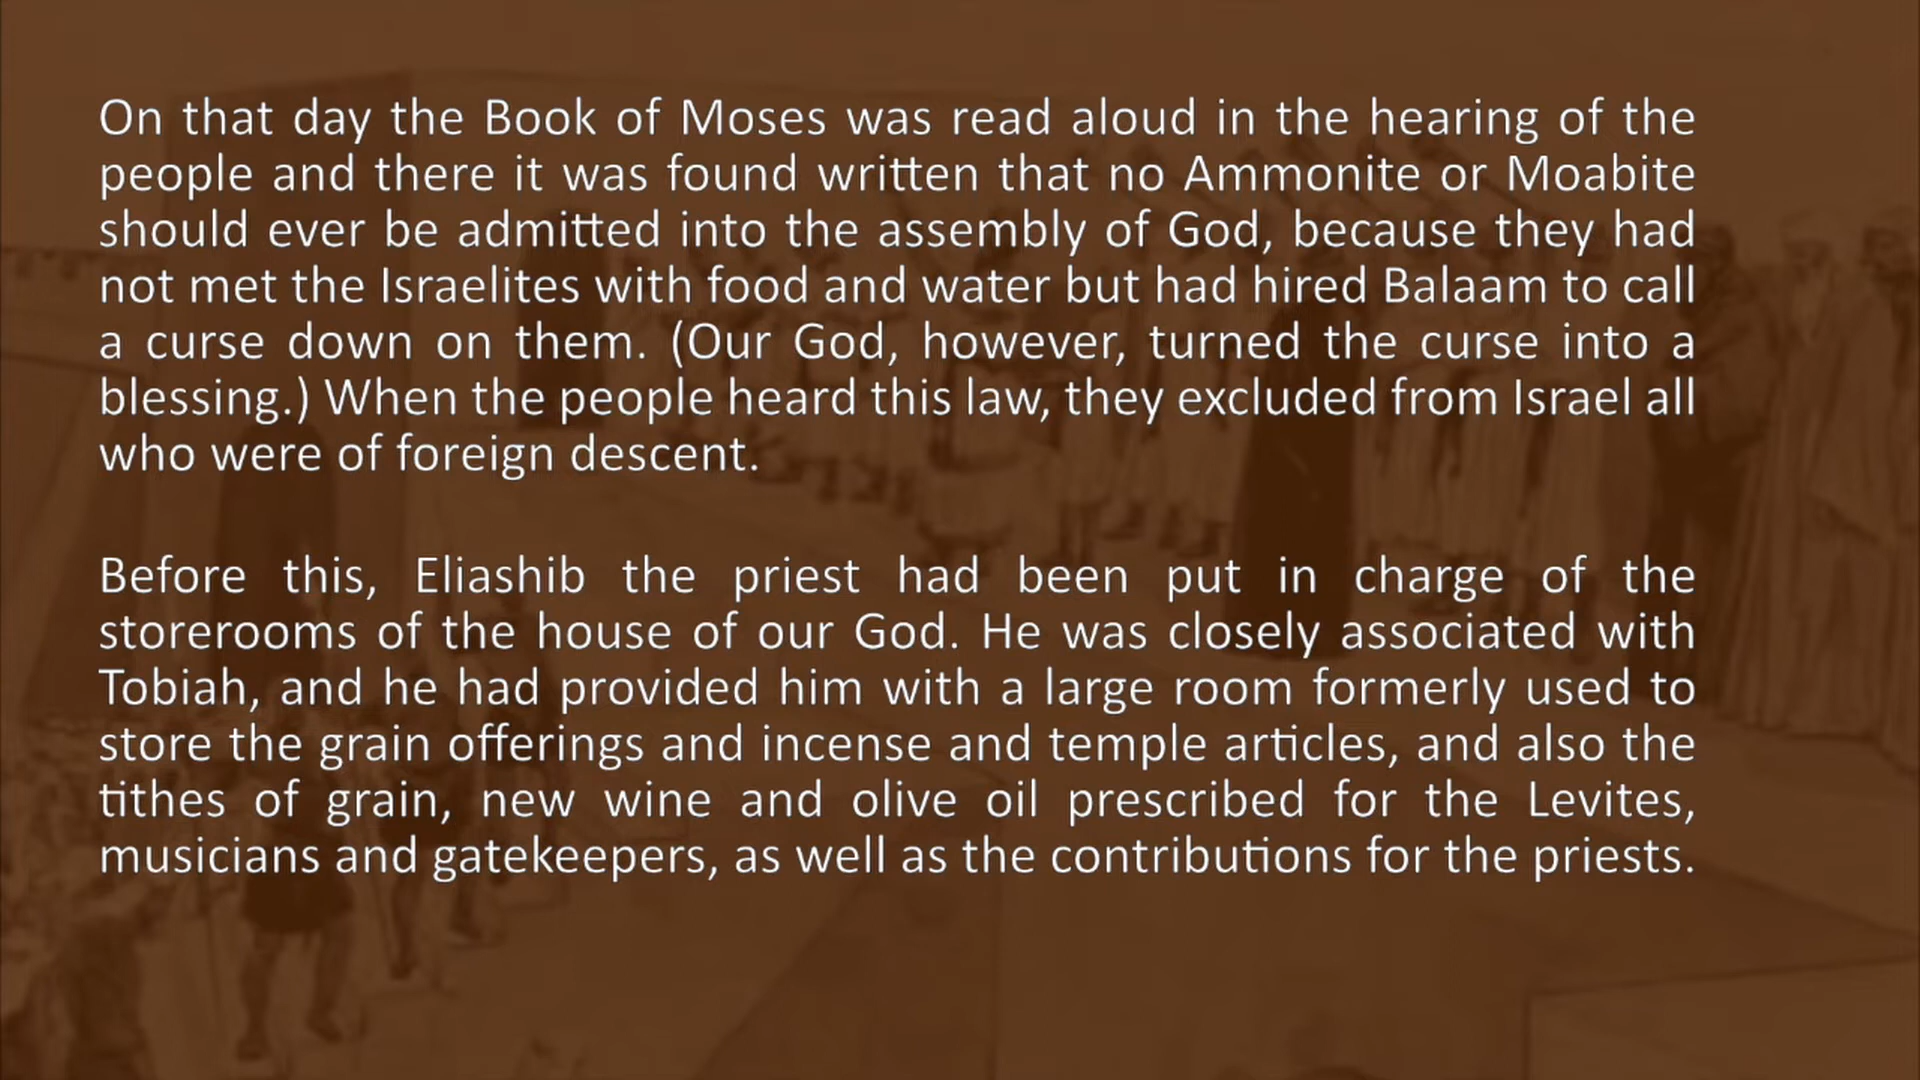 On that day the Book of Moses was read aloud in the hearing of the
people and there it was found written that no Ammonite or Moabite
should ever be admitted into the assembly of God, because they had
not met the Israelites with food and water but had hired Balaam to call
a curse down on them. (Our God, however, turned the curse into a
blessing.) When the people heard this law, they excluded from Israel all
who were of foreign descent.
Before this, Eliashib the priest had been put in charge of the
storerooms of the house of our God. He was closely associated with
Tobiah, and he had provided him with a large room formerly used to
store the grain offerings and incense and temple articles, and also the
tithes of grain, new wine and olive oil prescribed for the Levites,
musicians and gatekeepers, as well as the contributions for the priests.